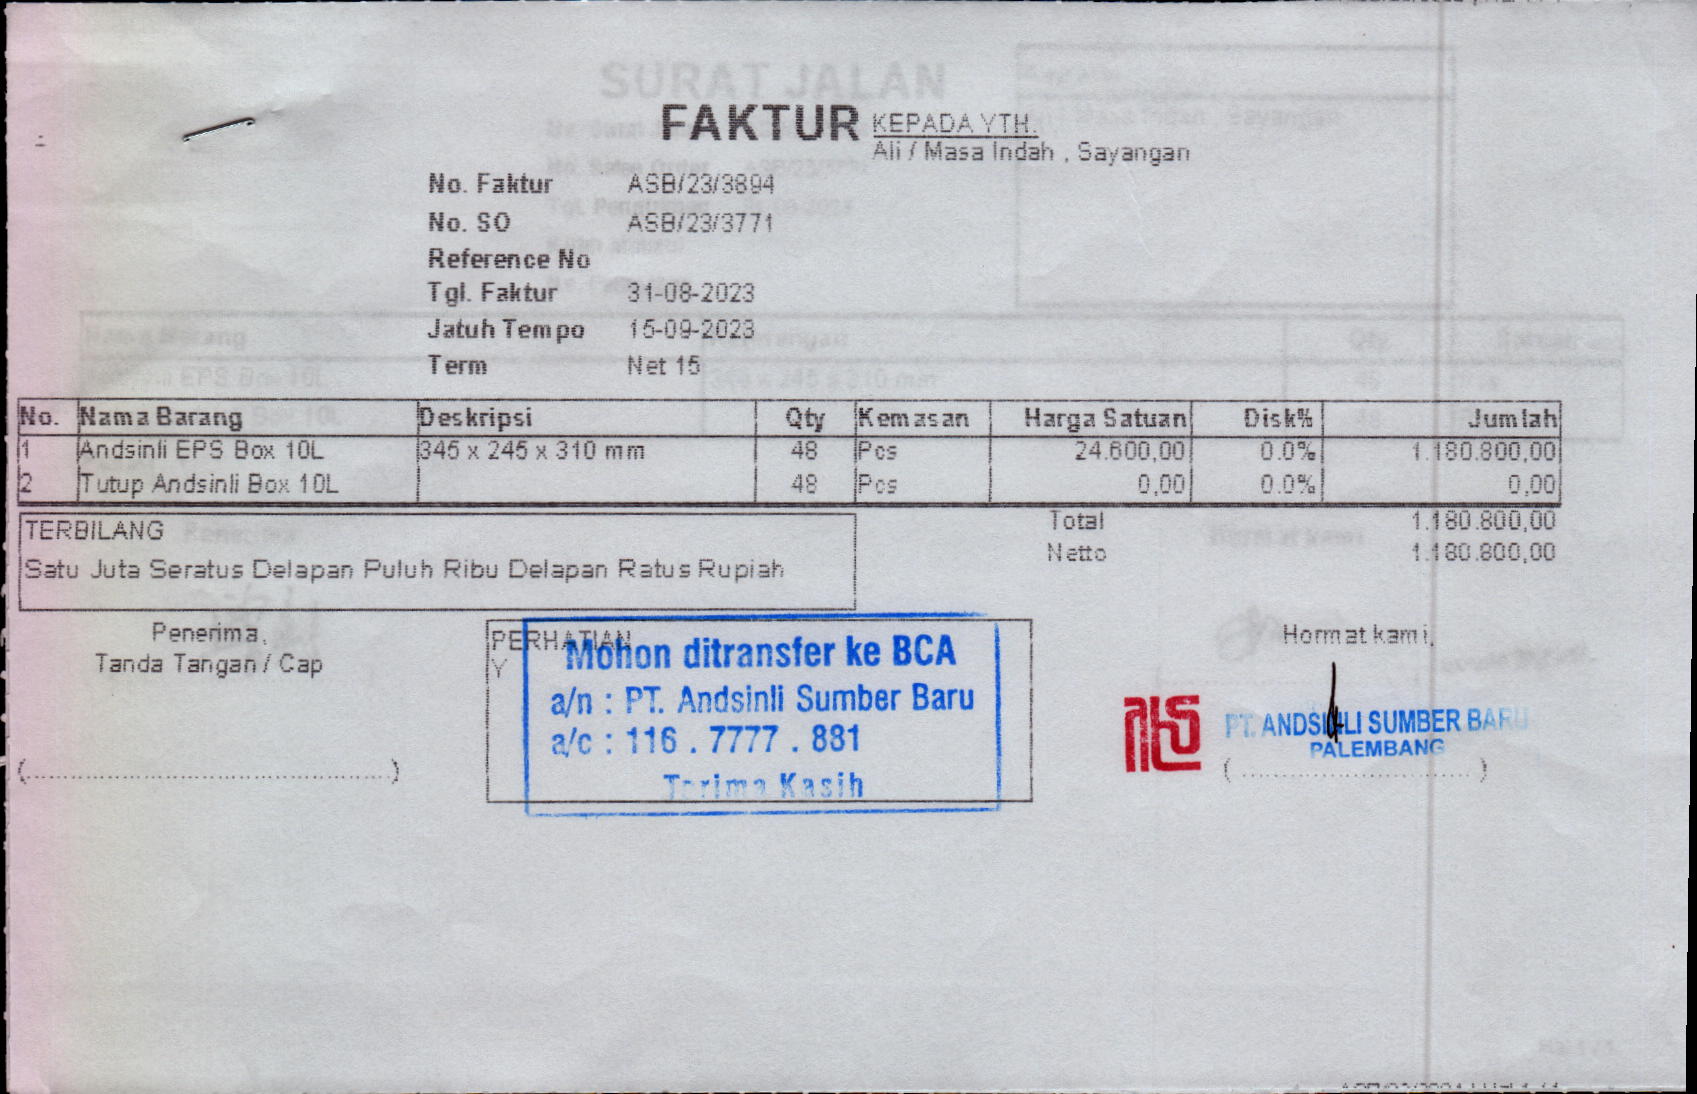 SURAT JALAN
FAKTUR
KEPADA YTH.
Ali / Masa Indah , Sayangan
No. Faktur ASB/23/3894
No. SO ASB/23/3771
Reference No
Tgl. Faktur 31-08-2023
Jatuh Tempo 15-09-2023
Term Net 15
No. Nama Barang Deskripsi Qty Kemasan Harga Satuan Disk% Jumlah
1 Andsinli EPS Box 10L 345 x 245 x 310 mm 48 Pcs 24.600,00 0.0% 1.180.800,00
2 Tutup Andsinli Box 10L 48 Pcs 0,00 0.0% 0,00
Total 1.180.800,00
Netto 1.180.800,00
TERBILANG
Satu Juta Seratus Delapan Puluh Ribu Delapan Ratus Rupiah
Penerima,
Tanda Tangan / Cap
(....................................................)
PERHATIAN
Y
Mohon ditransfer ke BCA
a/n : PT. Andsinli Sumber Baru
a/c : 116 . 7777 . 881
Terima Kasih
Hormat kami,
PT. ANDSINLI SUMBER BARU
PALEMBANG
( ................................ )